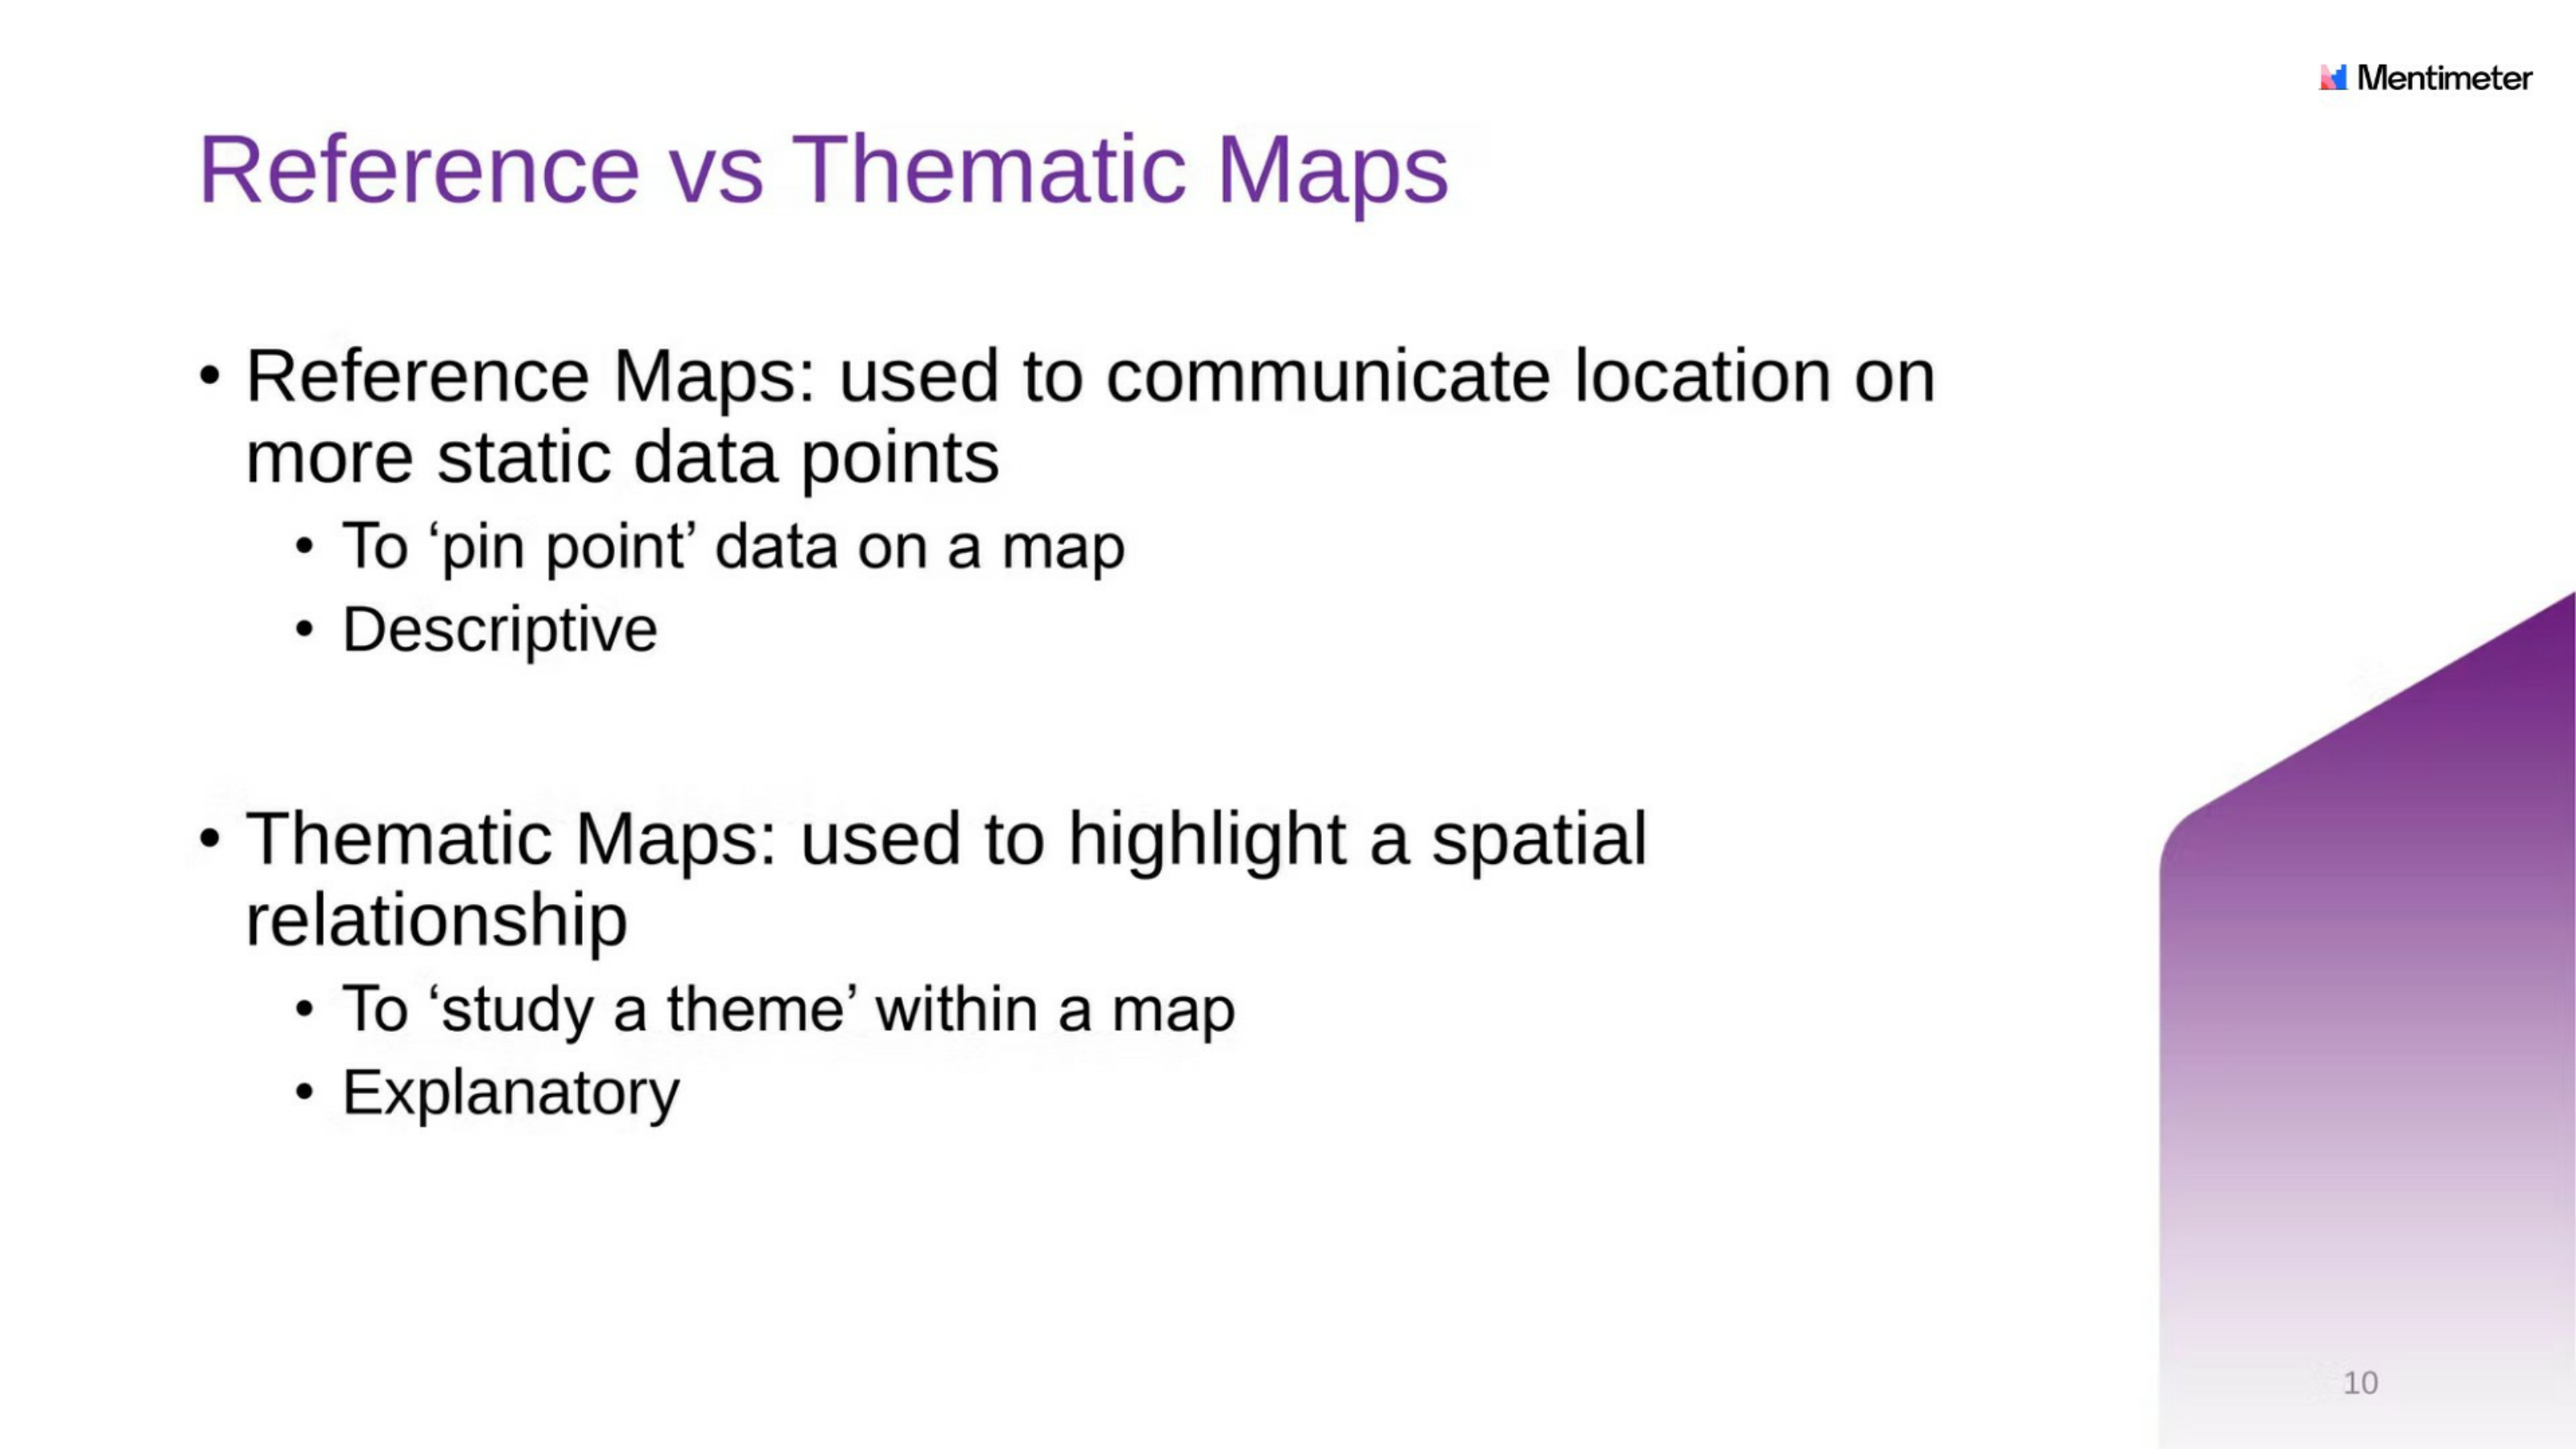 Mentimeter
Reference vs Thematic Maps
• Reference Maps: used to communicate location on
more static data points
• To ‘pin point’ data on a map
• Descriptive
• Thematic Maps: used to highlight a spatial
relationship
• To ‘study a theme’ within a map
• Explanatory
10